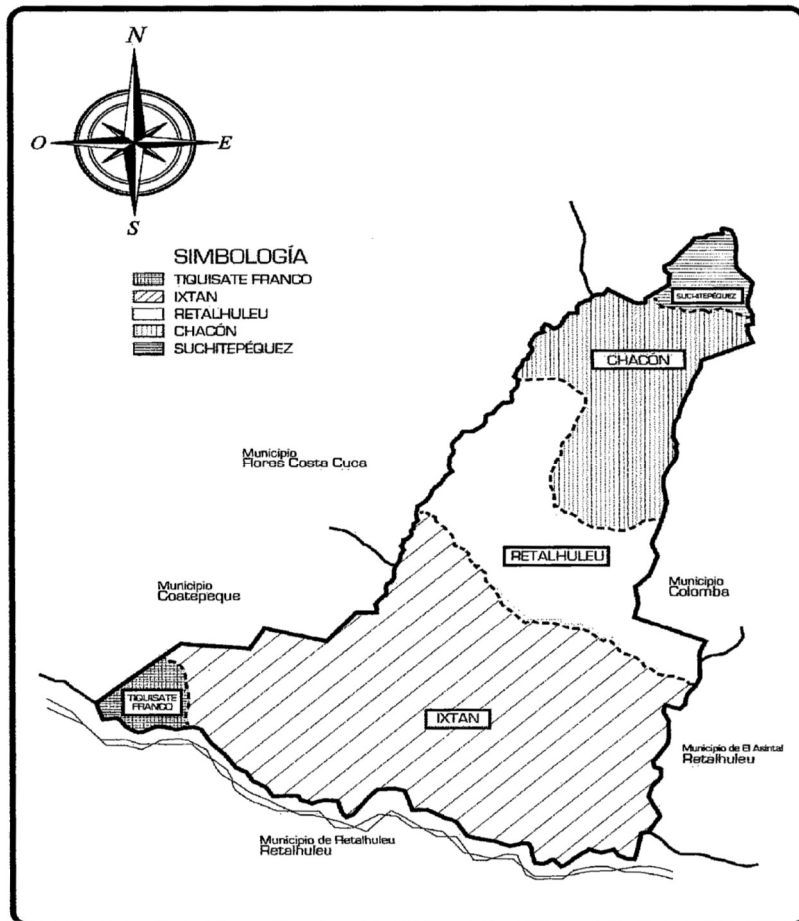 N
O
E
S
SIMBOLOGÍA
TIQUISATE FRANCO
IXTAN
RETALHULEU
CHACÓN
SUCHITEPÉQUEZ
SUCHITEPÉQUEZ
CHACÓN
Municipio
Flores Costa Cuca
RETALHULEU
Municipio
Coatepeque
Municipio
Colomba
TIQUISATE
FRANCO
IXTAN
Municipio de El Asintal
Retalhuleu
Municipio de Retalhuleu
Retalhuleu